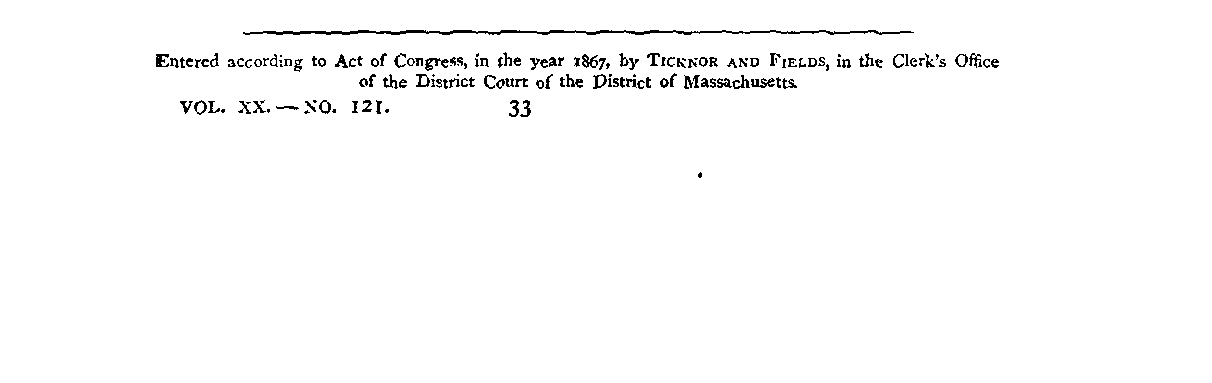 Entered according to Act of Congress, in the year 1867, by TICKNOR AND FIELDS, in the Clerk's Office
of the District Court of the District of Massachusetts.
VOL. XX. — NO. 121. 33